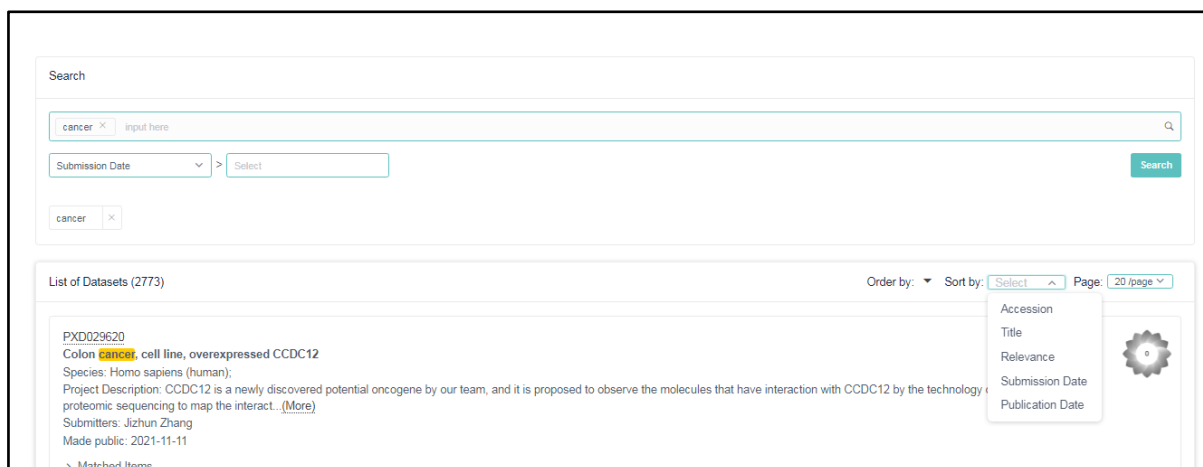 Search
cancer × input here
Submission Date > Select
Search
cancer ×
List of Datasets (2773)
Order by: Sort by: Select Page: 20 /page
Accession
Title
Relevance
Submission Date
Publication Date
PXD029620
Colon cancer, cell line, overexpressed CCDC12
Species: Homo sapiens (human);
Project Description: CCDC12 is a newly discovered potential oncogene by our team, and it is proposed to observe the molecules that have interaction with CCDC12 by the technology
proteomic sequencing to map the interact...(More)
Submitters: Jizhun Zhang
Made public: 2021-11-11
> Matched Items